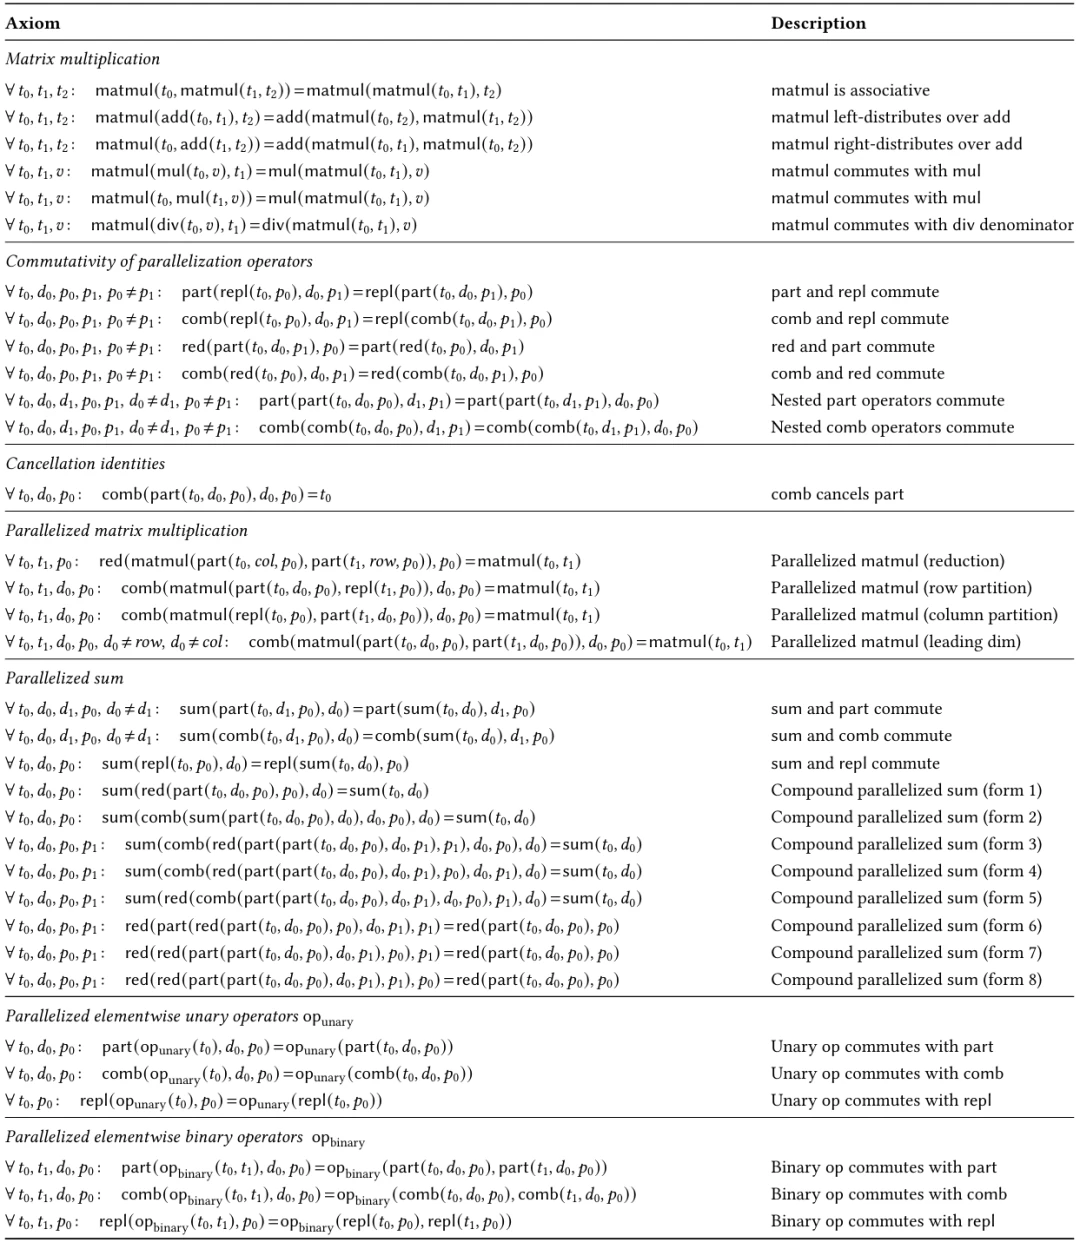 Axiom Description
Matrix multiplication
∀ t₀, t₁, t₂: matmul(t₀, matmul(t₁, t₂)) = matmul(matmul(t₀, t₁), t₂) matmul is associative
∀ t₀, t₁, t₂: matmul(add(t₀, t₁), t₂) = add(matmul(t₀, t₂), matmul(t₁, t₂)) matmul left-distributes over add
∀ t₀, t₁, t₂: matmul(t₀, add(t₁, t₂)) = add(matmul(t₀, t₁), matmul(t₀, t₂)) matmul right-distributes over add
∀ t₀, t₁, v: matmul(mul(t₀, v), t₁) = mul(matmul(t₀, t₁), v) matmul commutes with mul
∀ t₀, t₁, v: matmul(t₀, mul(t₁, v)) = mul(matmul(t₀, t₁), v) matmul commutes with mul
∀ t₀, t₁, v: matmul(div(t₀, v), t₁) = div(matmul(t₀, t₁), v) matmul commutes with div denominator
Commutativity of parallelization operators
∀ t₀, d₀, p₀, p₁, p₀ ≠ p₁: part(repl(t₀, p₀), d₀, p₁) = repl(part(t₀, d₀, p₁), p₀) part and repl commute
∀ t₀, d₀, p₀, p₁, p₀ ≠ p₁: comb(repl(t₀, p₀), d₀, p₁) = repl(comb(t₀, d₀, p₁), p₀) comb and repl commute
∀ t₀, d₀, p₀, p₁, p₀ ≠ p₁: red(part(t₀, d₀, p₁), p₀) = part(red(t₀, p₀), d₀, p₁) red and part commute
∀ t₀, d₀, p₀, p₁, p₀ ≠ p₁: comb(red(t₀, p₀), d₀, p₁) = red(comb(t₀, d₀, p₁), p₀) comb and red commute
∀ t₀, d₀, d₁, p₀, p₁, d₀ ≠ d₁, p₀ ≠ p₁: part(part(t₀, d₀, p₀), d₁, p₁) = part(part(t₀, d₁, p₁), d₀, p₀) Nested part operators commute
∀ t₀, d₀, d₁, p₀, p₁, d₀ ≠ d₁, p₀ ≠ p₁: comb(comb(t₀, d₀, p₀), d₁, p₁) = comb(comb(t₀, d₁, p₁), d₀, p₀) Nested comb operators commute
Cancellation identities
∀ t₀, d₀, p₀: comb(part(t₀, d₀, p₀), d₀, p₀) = t₀ comb cancels part
Parallelized matrix multiplication
∀ t₀, t₁, p₀: red(matmul(part(t₀, col, p₀), part(t₁, row, p₀)), p₀) = matmul(t₀, t₁) Parallelized matmul (reduction)
∀ t₀, t₁, d₀, p₀: comb(matmul(part(t₀, d₀, p₀), repl(t₁, p₀)), d₀, p₀) = matmul(t₀, t₁) Parallelized matmul (row partition)
∀ t₀, t₁, d₀, p₀: comb(matmul(repl(t₀, p₀), part(t₁, d₀, p₀)), d₀, p₀) = matmul(t₀, t₁) Parallelized matmul (column partition)
∀ t₀, t₁, d₀, p₀, d₀ ≠ row, d₀ ≠ col: comb(matmul(part(t₀, d₀, p₀), part(t₁, d₀, p₀)), d₀, p₀) = matmul(t₀, t₁) Parallelized matmul (leading dim)
Parallelized sum
∀ t₀, d₀, d₁, p₀, d₀ ≠ d₁: sum(part(t₀, d₁, p₀), d₀) = part(sum(t₀, d₀), d₁, p₀) sum and part commute
∀ t₀, d₀, d₁, p₀, d₀ ≠ d₁: sum(comb(t₀, d₁, p₀), d₀) = comb(sum(t₀, d₀), d₁, p₀) sum and comb commute
∀ t₀, d₀, p₀: sum(repl(t₀, p₀), d₀) = repl(sum(t₀, d₀), p₀) sum and repl commute
∀ t₀, d₀, p₀: sum(red(part(t₀, d₀, p₀), p₀), d₀) = sum(t₀, d₀) Compound parallelized sum (form 1)
∀ t₀, d₀, p₀: sum(comb(sum(part(t₀, d₀, p₀), d₀), d₀, p₀), d₀) = sum(t₀, d₀) Compound parallelized sum (form 2)
∀ t₀, d₀, p₀, p₁: sum(comb(red(part(part(t₀, d₀, p₀), d₀, p₁), p₁), d₀, p₀), d₀) = sum(t₀, d₀) Compound parallelized sum (form 3)
∀ t₀, d₀, p₀, p₁: sum(comb(red(part(part(t₀, d₀, p₀), d₀, p₁), p₀), d₀, p₁), d₀) = sum(t₀, d₀) Compound parallelized sum (form 4)
∀ t₀, d₀, p₀, p₁: sum(red(comb(part(part(t₀, d₀, p₀), d₀, p₁), d₀, p₀), p₁), d₀) = sum(t₀, d₀) Compound parallelized sum (form 5)
∀ t₀, d₀, p₀, p₁: red(part(red(part(t₀, d₀, p₀), p₀), d₀, p₁), p₁) = red(part(t₀, d₀, p₀), p₀) Compound parallelized sum (form 6)
∀ t₀, d₀, p₀, p₁: red(red(part(part(t₀, d₀, p₀), d₀, p₁), p₀), p₁) = red(part(t₀, d₀, p₀), p₀) Compound parallelized sum (form 7)
∀ t₀, d₀, p₀, p₁: red(red(part(part(t₀, d₀, p₀), d₀, p₁), p₁), p₀) = red(part(t₀, d₀, p₀), p₀) Compound parallelized sum (form 8)
Parallelized elementwise unary operators op_unary
∀ t₀, d₀, p₀: part(op_unary(t₀), d₀, p₀) = op_unary(part(t₀, d₀, p₀)) Unary op commutes with part
∀ t₀, d₀, p₀: comb(op_unary(t₀), d₀, p₀) = op_unary(comb(t₀, d₀, p₀)) Unary op commutes with comb
∀ t₀, p₀: repl(op_unary(t₀), p₀) = op_unary(repl(t₀, p₀)) Unary op commutes with repl
Parallelized elementwise binary operators op_binary
∀ t₀, t₁, d₀, p₀: part(op_binary(t₀, t₁), d₀, p₀) = op_binary(part(t₀, d₀, p₀), part(t₁, d₀, p₀)) Binary op commutes with part
∀ t₀, t₁, d₀, p₀: comb(op_binary(t₀, t₁), d₀, p₀) = op_binary(comb(t₀, d₀, p₀), comb(t₁, d₀, p₀)) Binary op commutes with comb
∀ t₀, t₁, p₀: repl(op_binary(t₀, t₁), p₀) = op_binary(repl(t₀, p₀), repl(t₁, p₀)) Binary op commutes with repl